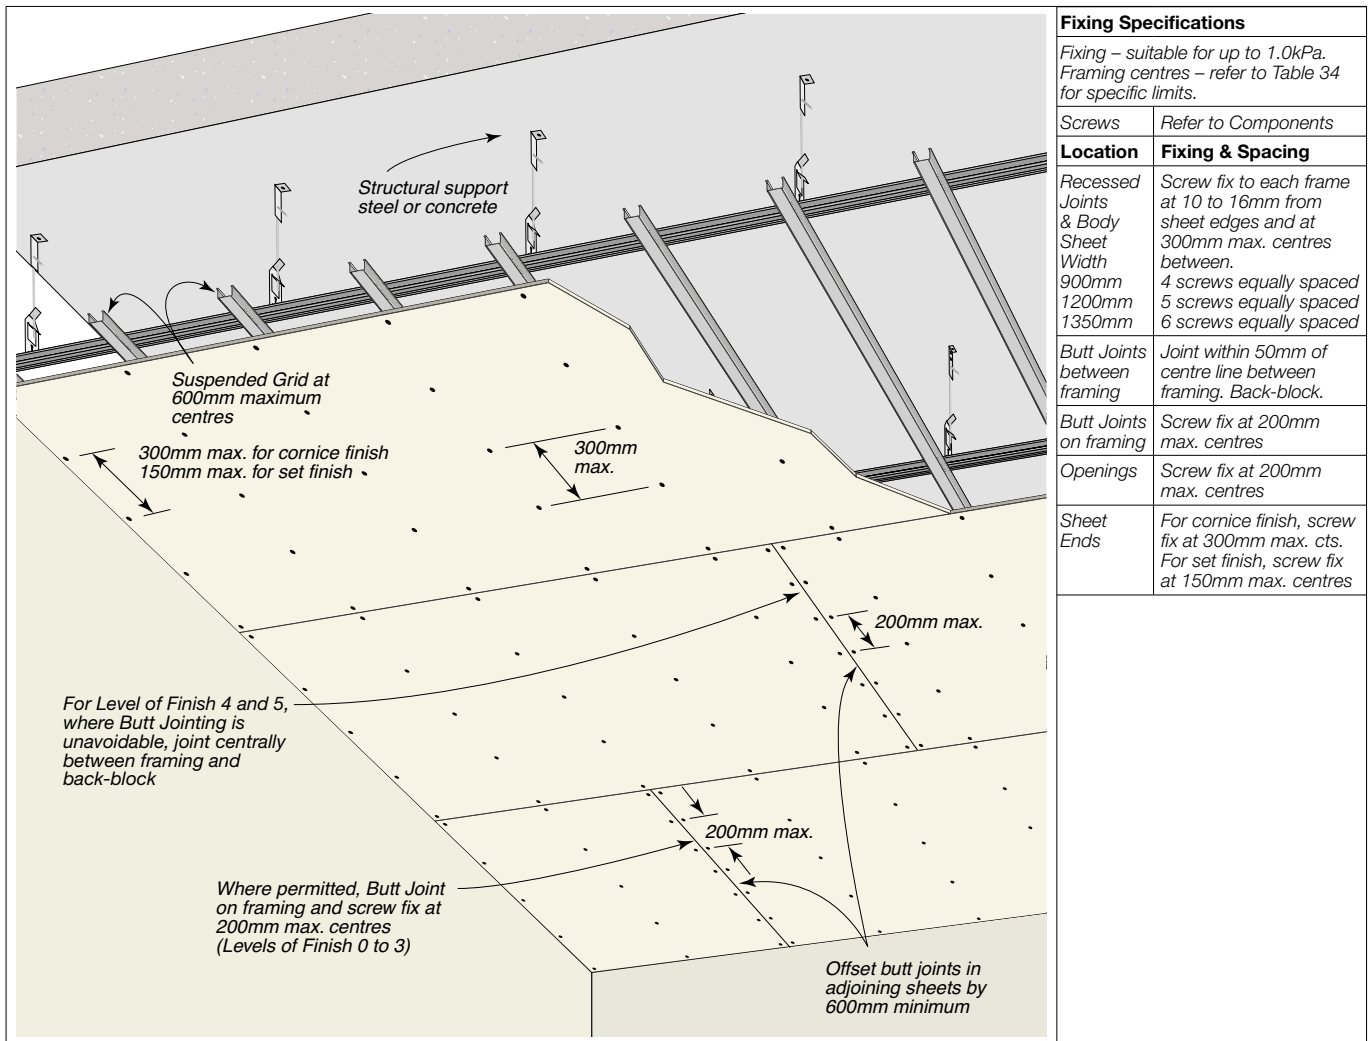 Structural support
steel or concrete
Suspended Grid at
600mm maximum
centres
300mm max. for cornice finish
150mm max. for set finish
300mm
max.
200mm max.
For Level of Finish 4 and 5,
where Butt Jointing is
unavoidable, joint centrally
between framing and
back-block
200mm max.
Where permitted, Butt Joint
on framing and screw fix at
200mm max. centres
(Levels of Finish 0 to 3)
Offset butt joints in
adjoining sheets by
600mm minimum
Fixing Specifications
Fixing – suitable for up to 1.0kPa.
Framing centres – refer to Table 34
for specific limits.
Screws Refer to Components
Location Fixing & Spacing
Recessed Screw fix to each frame
Joints at 10 to 16mm from
& Body sheet edges and at
Sheet 300mm max. centres
Width between.
900mm 4 screws equally spaced
1200mm 5 screws equally spaced
1350mm 6 screws equally spaced
Butt Joints Joint within 50mm of
between centre line between
framing framing. Back-block.
Butt Joints Screw fix at 200mm
on framing max. centres
Openings Screw fix at 200mm
max. centres
Sheet For cornice finish, screw
Ends fix at 300mm max. cts.
For set finish, screw fix
at 150mm max. centres